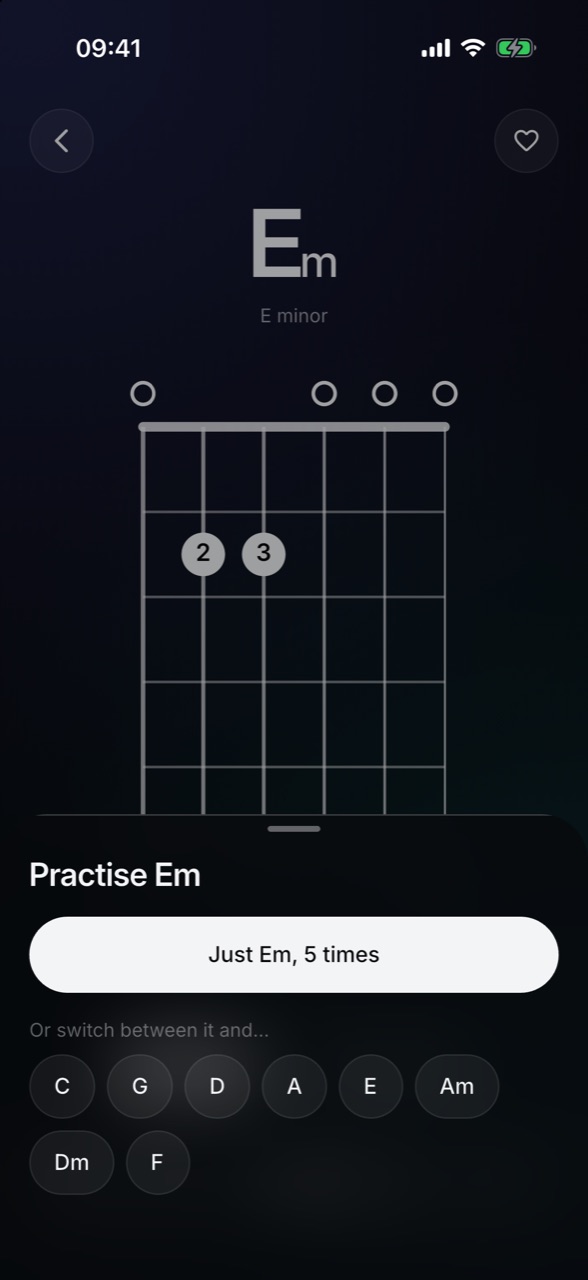 09:41
Em
E minor
2 3
Practise Em
Just Em, 5 times
Or switch between it and...
C G D A E Am
Dm F